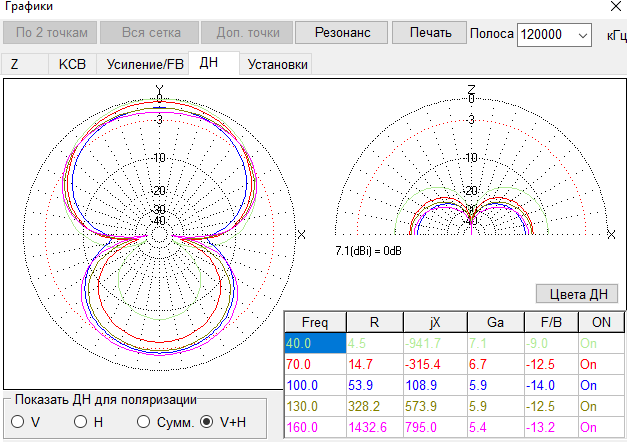 Графики
По 2 точкам Вся сетка Доп. точки Резонанс Печать Полоса 120000 кГц
Z КСВ Усиление/FB ДН Установки
Y Z
-0 -0
-3 -3
-10 -10
-20 -20
-30 -30
-40 -40
X X
7.1(dBi) = 0dB
Цвета ДН
Freq R jX Ga F/B ON
40.0 4.5 -941.7 7.1 -9.0 On
70.0 14.7 -315.4 6.7 -12.5 On
100.0 53.9 108.9 5.9 -14.0 On
130.0 328.2 573.9 5.9 -12.5 On
160.0 1432.6 795.0 5.4 -13.2 On
Показать ДН для поляризации
V H Сумм. V+H